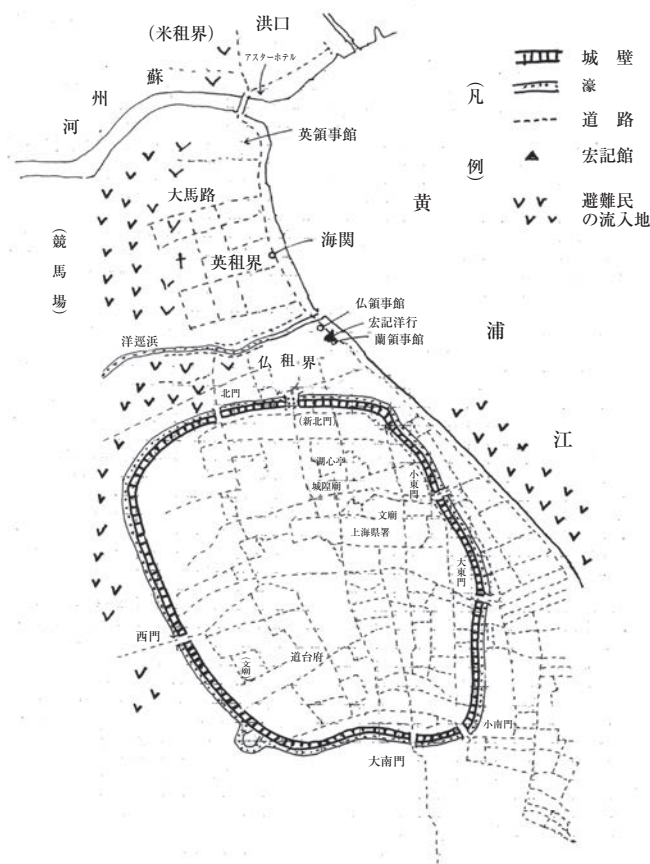 洪口
(米租界)
アスターホテル
蘇
州
河
英領事館
大馬路
海関
英租界
(競馬場)
黄
浦
江
仏領事館
宏記洋行
蘭領事館
洋逕浜
仏租界
北門
(新北門)
湖心亭
城隍廟
小東門
文廟
上海県署
大東門
西門
(文廟)
道台府
小南門
大南門
(凡例)
城壁
濠
道路
宏記館
避難民
の流入地